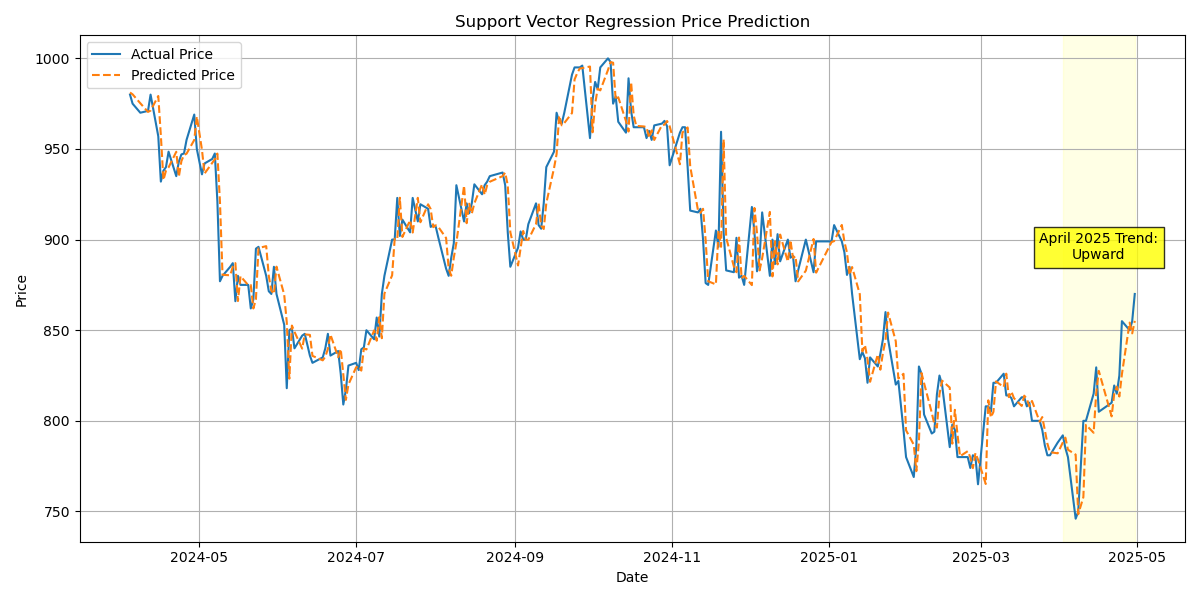 Support Vector Regression Price Prediction
Actual Price
Predicted Price
1000
950
900
850
800
750
Price
April 2025 Trend:
Upward
2024-05
2024-07
2024-09
2024-11
2025-01
2025-03
2025-05
Date